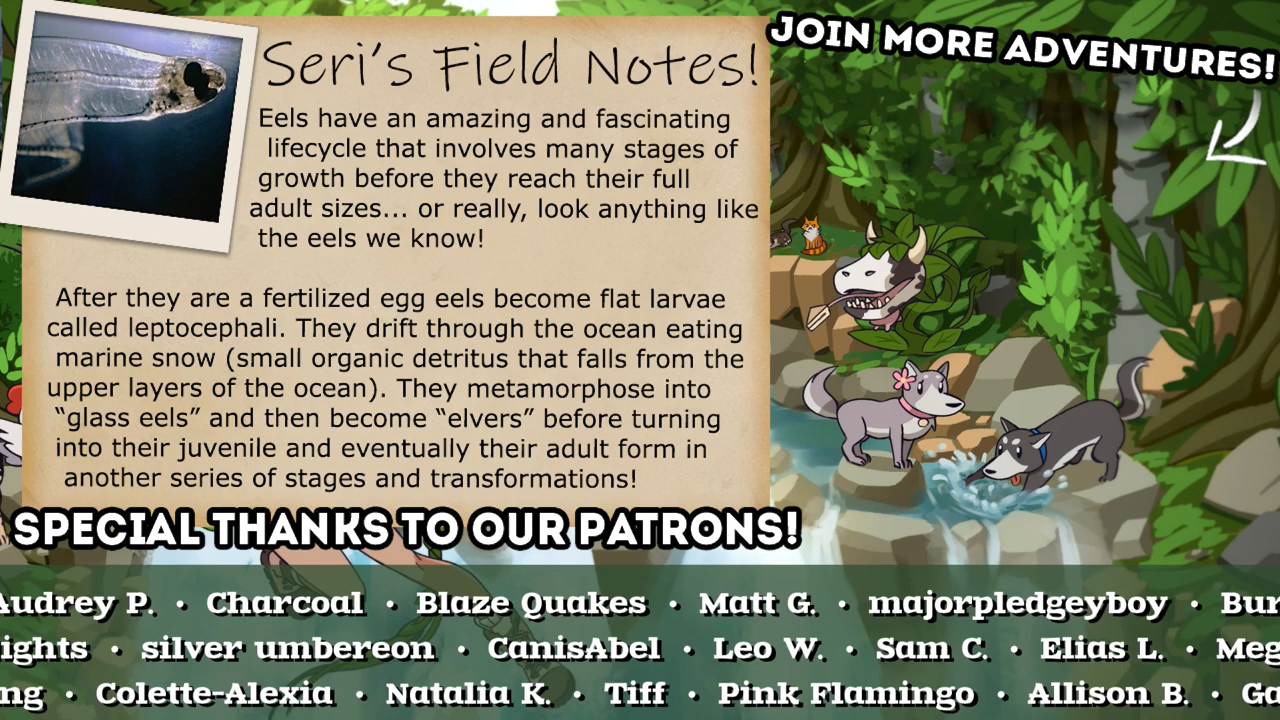 Seri's Field Notes!
JOIN MORE ADVENTURES!
Eels have an amazing and fascinating
lifecycle that involves many stages of
growth before they reach their full
adult sizes... or really, look anything like
the eels we know!
After they are a fertilized egg eels become flat larvae
called leptocephali. They drift through the ocean eating
marine snow (small organic detritus that falls from the
upper layers of the ocean). They metamorphose into
“glass eels” and then become “elvers” before turning
into their juvenile and eventually their adult form in
another series of stages and transformations!
SPECIAL THANKS TO OUR PATRONS!
Audrey P. • Charcoal • Blaze Quakes • Matt G. • majorpledgeyboy •
• silver umbereon • CanisAbel • Leo W. • Sam C. • Elias L. •
• Colette-Alexia • Natalia K. • Tiff • Pink Flamingo • Allison B. •